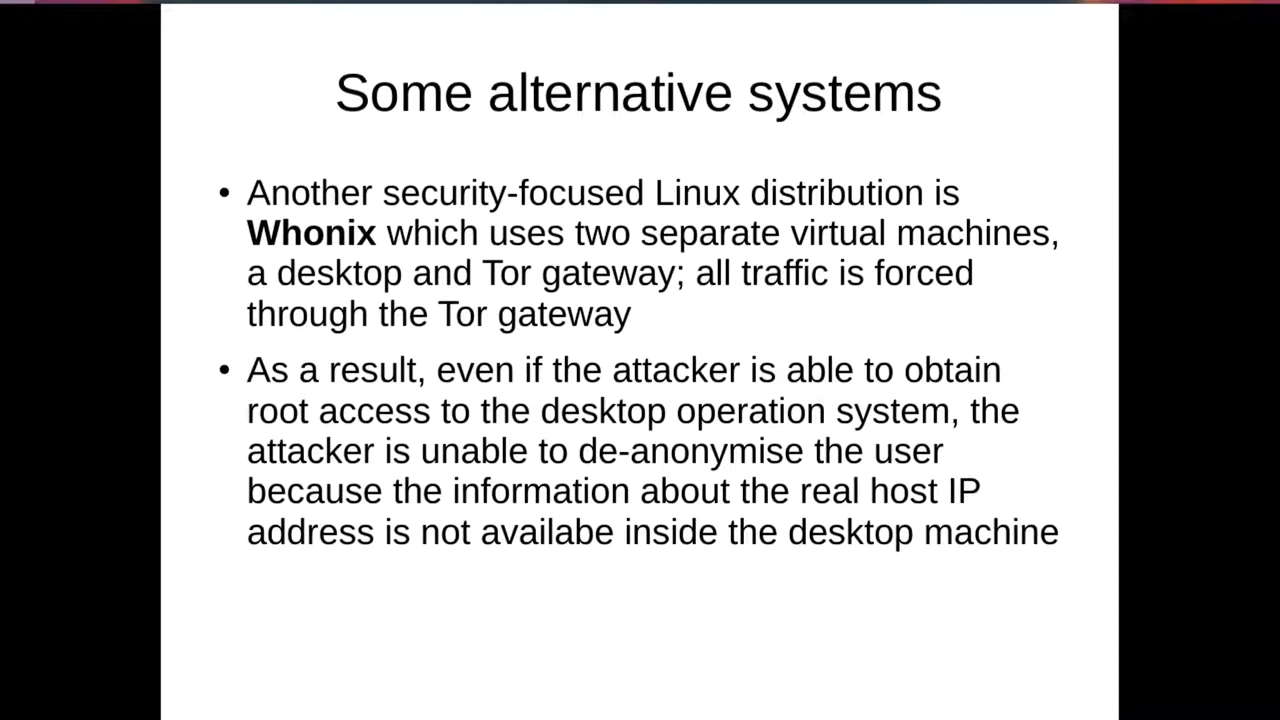 Some alternative systems
• Another security-focused Linux distribution is
Whonix which uses two separate virtual machines,
a desktop and Tor gateway; all traffic is forced
through the Tor gateway
• As a result, even if the attacker is able to obtain
root access to the desktop operation system, the
attacker is unable to de-anonymise the user
because the information about the real host IP
address is not availabe inside the desktop machine